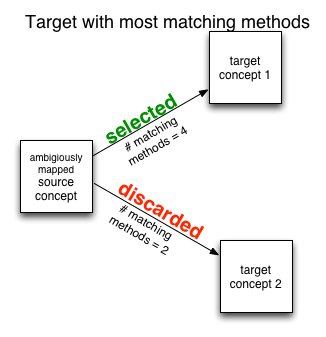 Target with most matching methods
target
concept 1
selected
# matching
methods = 4
ambigiously
mapped
source
concept
discarded
# matching
methods = 2
target
concept 2